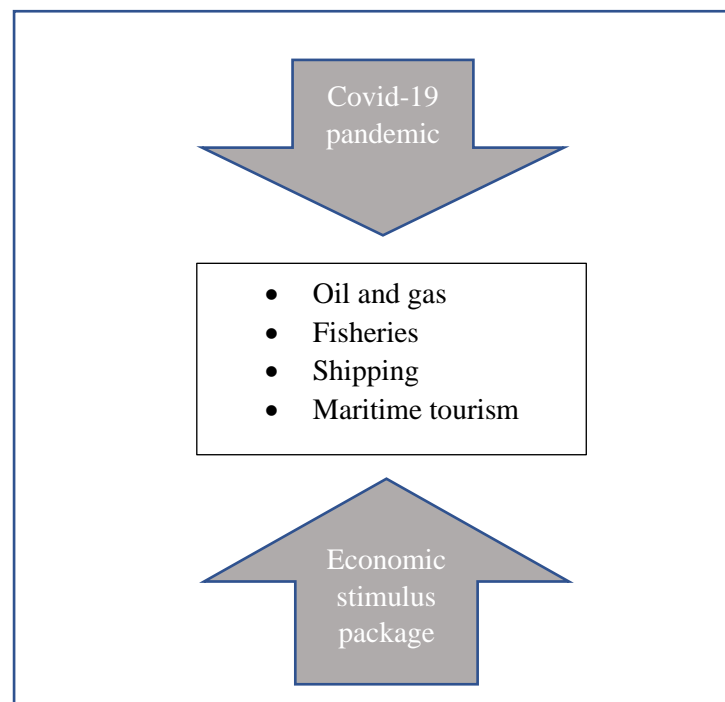 Covid-19
pandemic
• Oil and gas
• Fisheries
• Shipping
• Maritime tourism
Economic
stimulus
package